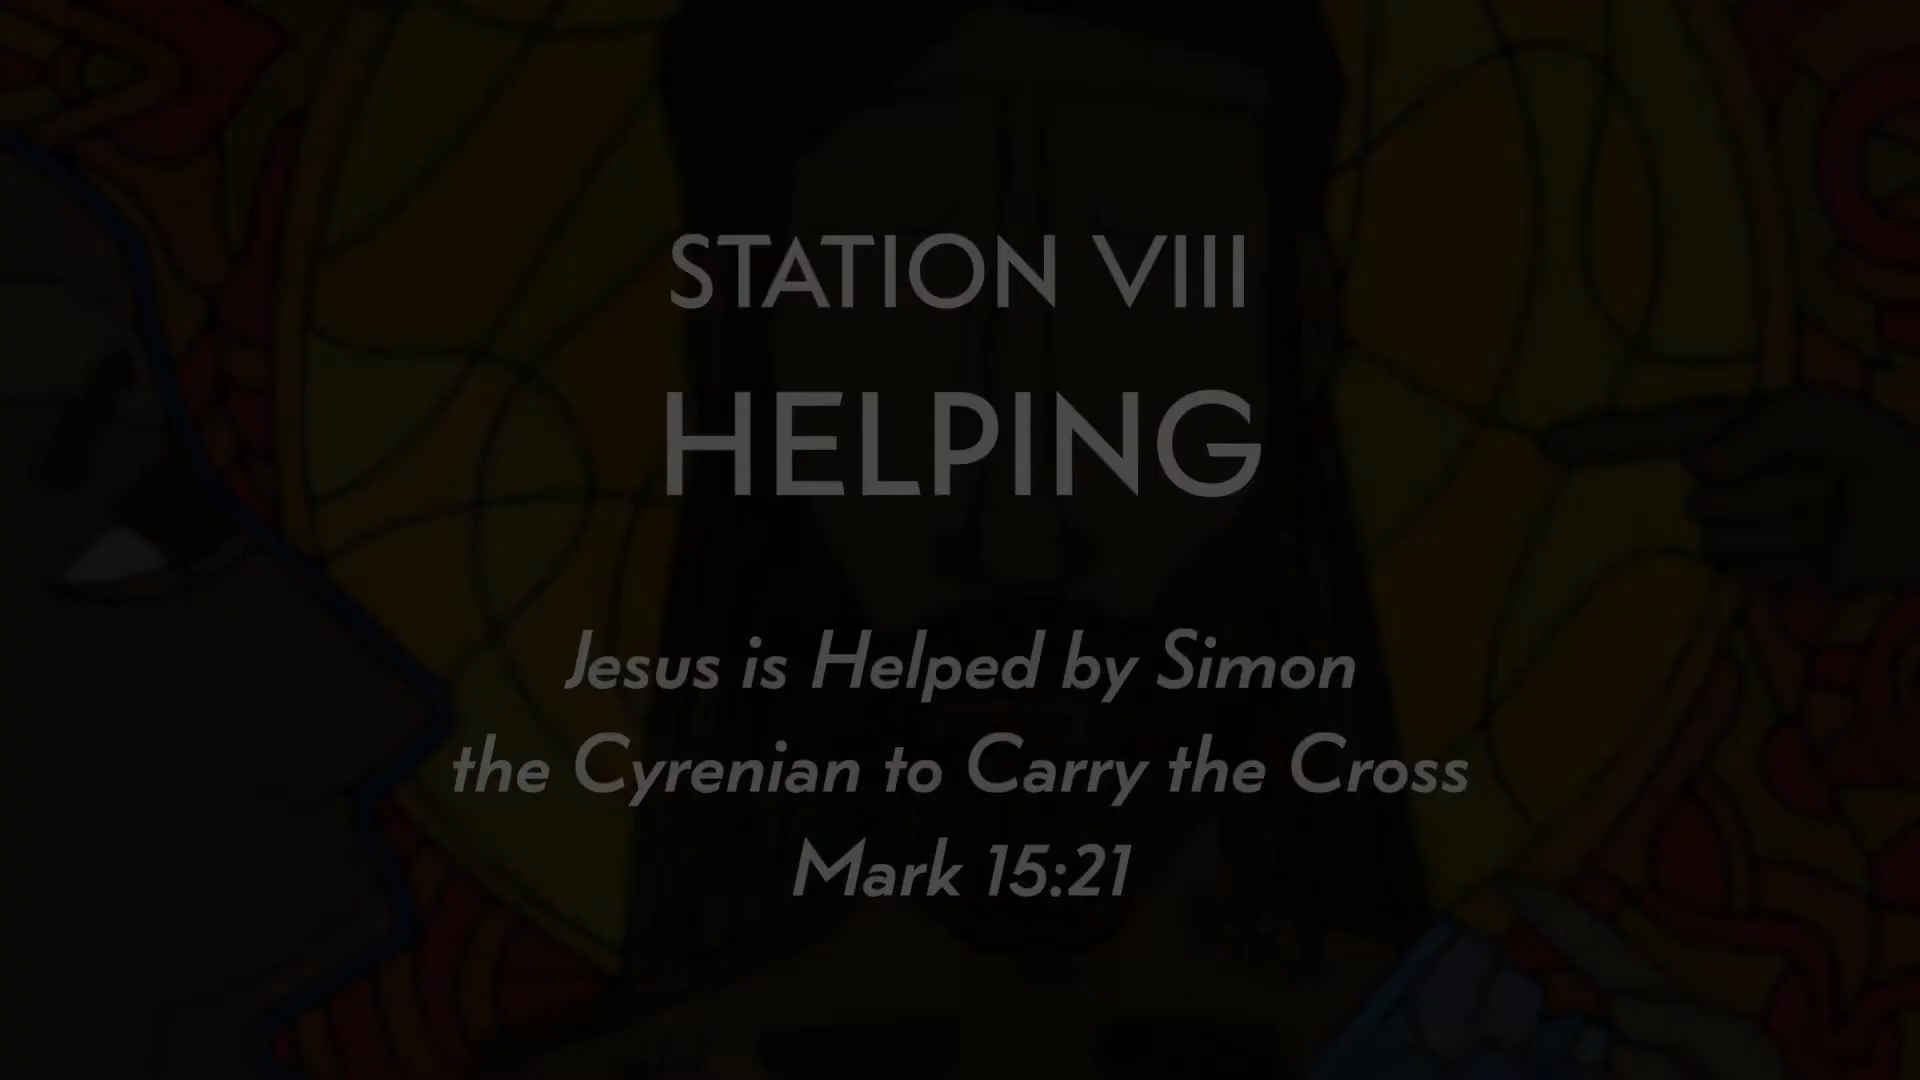 STATION VIII
HELPING
Jesus is Helped by Simon
the Cyrenian to Carry the Cross
Mark 15:21